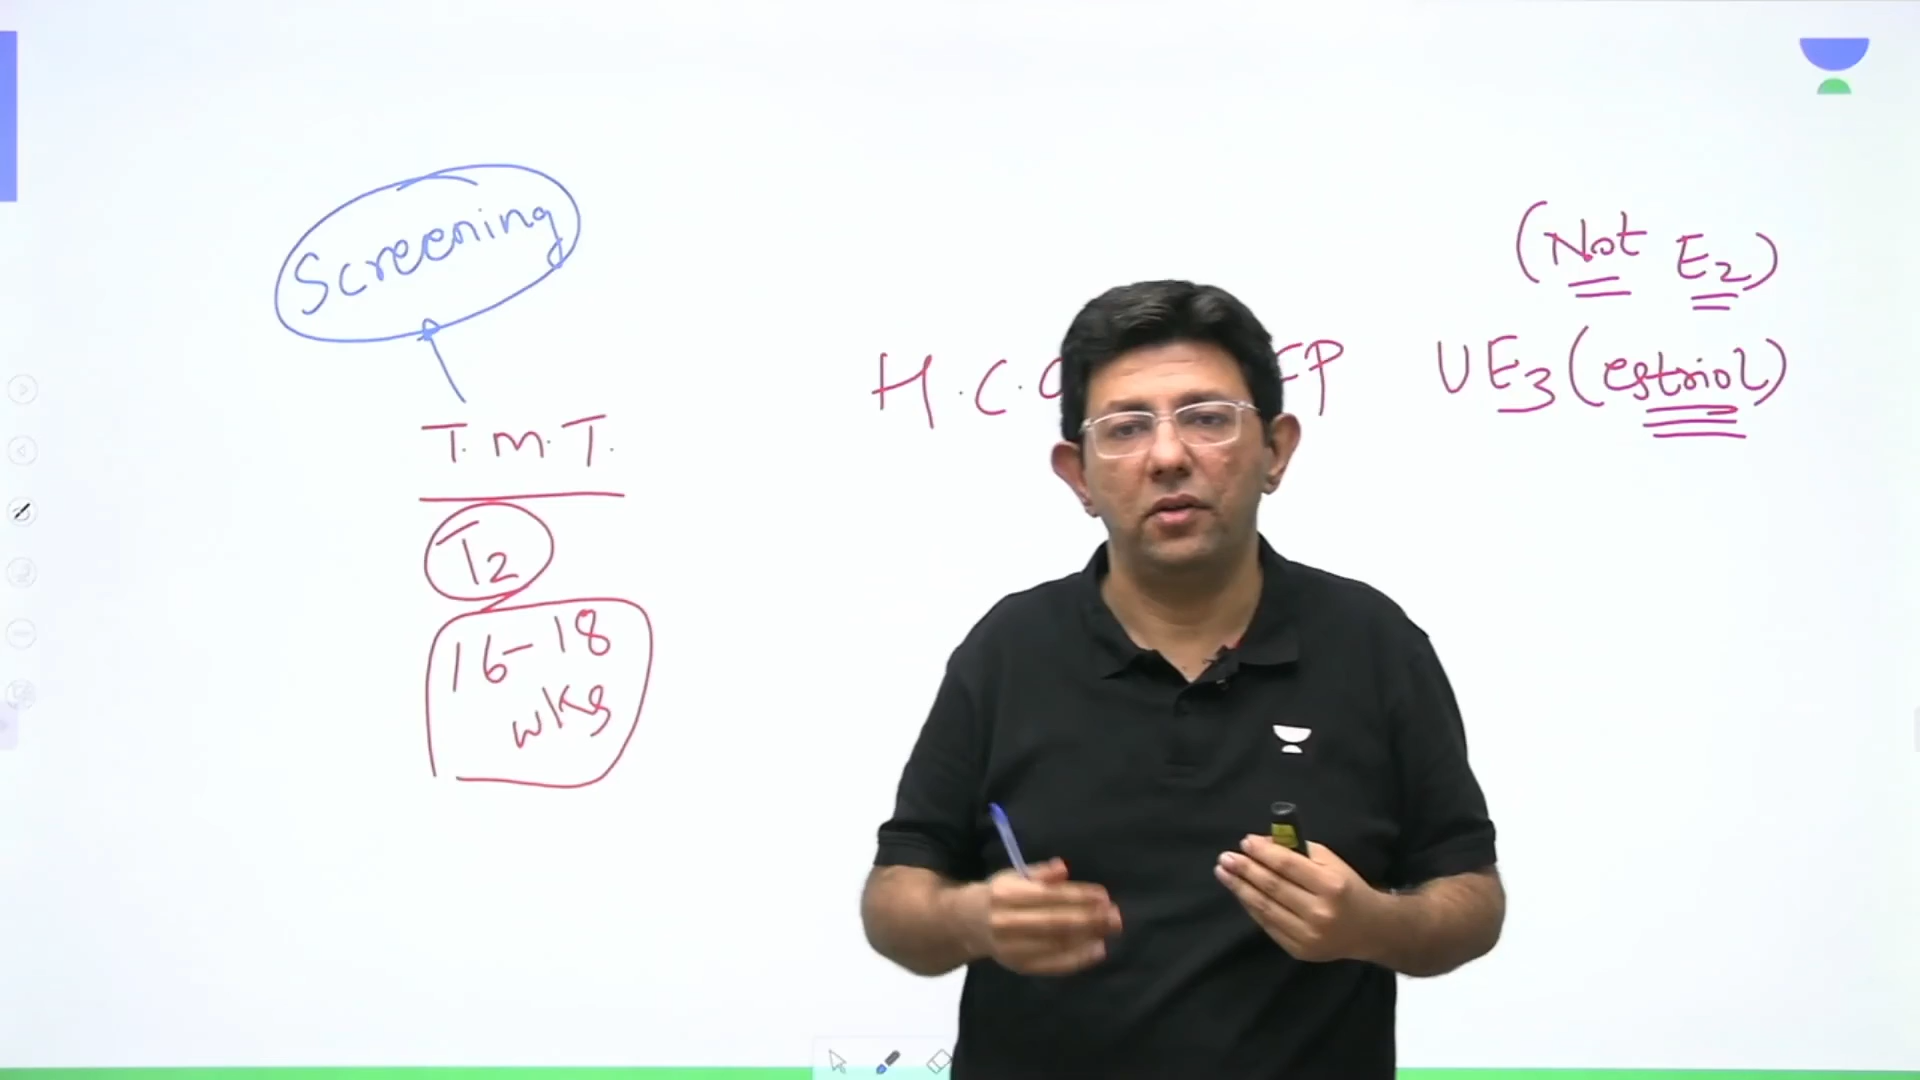 Screening
T.M.T.
T2
16-18
wks
(Not E2)
H.C. UE3 (estriol)